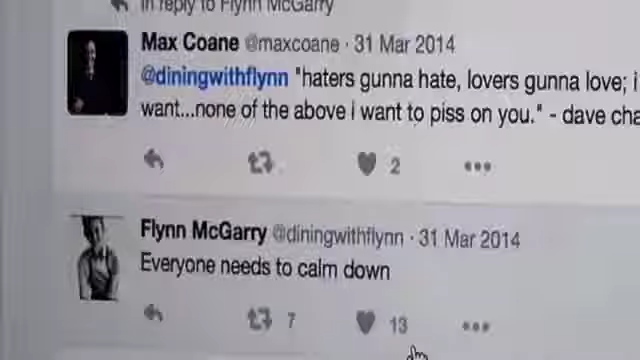 In reply to Flynn McGarry
Max Coane @maxcoane · 31 Mar 2014
@diningwithflynn "haters gunna hate, lovers gunna love; i
want...none of the above I want to piss on you." - dave cha
2
Flynn McGarry @diningwithflynn · 31 Mar 2014
Everyone needs to calm down
7 13